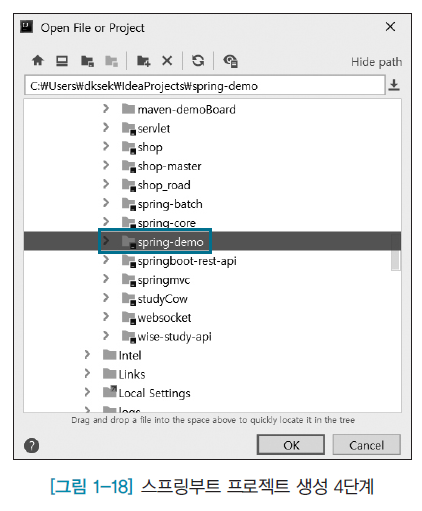 Open File or Project
Hide path
C:₩Users₩dksek₩IdeaProjects₩spring-demo
maven-demoBoard
servlet
shop
shop-master
shop_road
spring-batch
spring-core
spring-demo
springboot-rest-api
springmvc
studyCow
websocket
wise-study-api
Intel
Links
Local Settings
logs
Drag and drop a file into the space above to quickly locate it in the tree
? OK Cancel
[그림 1-18] 스프링부트 프로젝트 생성 4단계